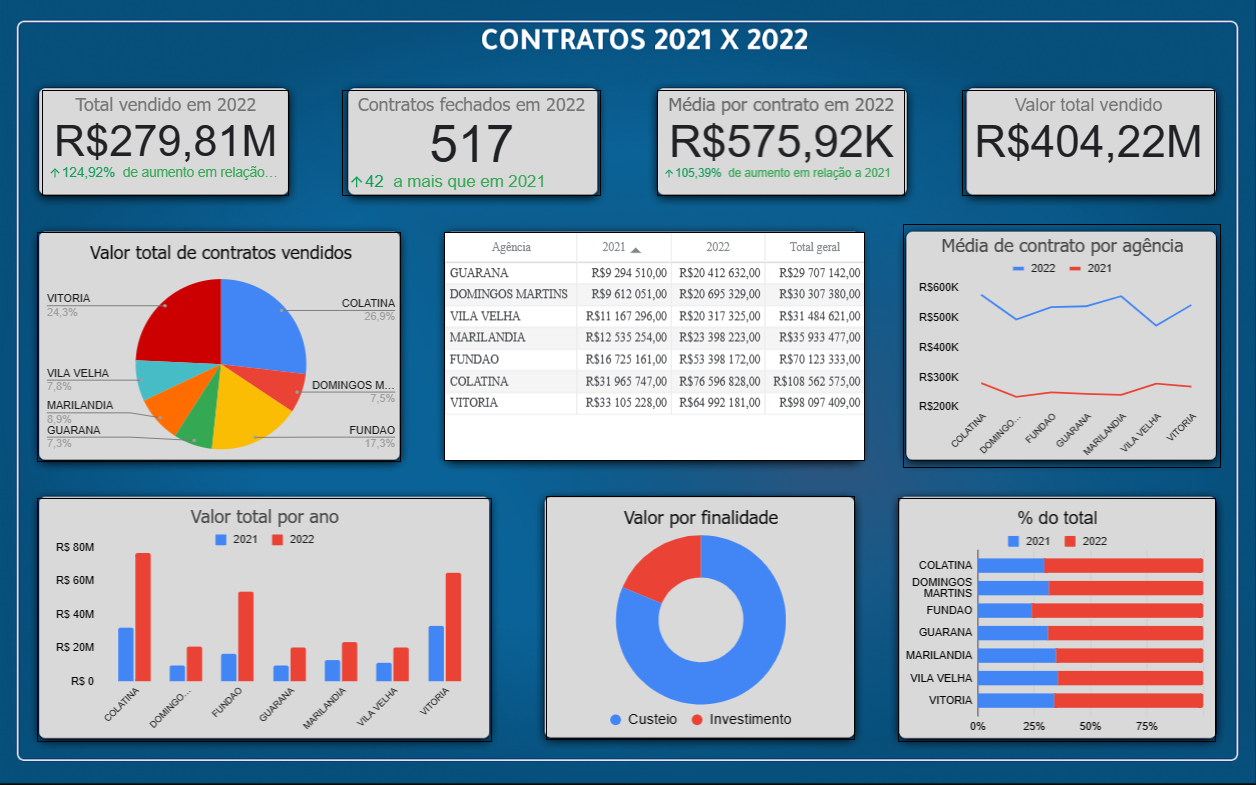 CONTRATOS 2021 X 2022
Total vendido em 2022
R$279,81M
124,92% de aumento em relação...
Contratos fechados em 2022
517
42 a mais que em 2021
Média por contrato em 2022
R$575,92K
105,39% de aumento em relação a 2021
Valor total vendido
R$404,22M
Valor total de contratos vendidos
VITORIA
24,3%
COLATINA
26,9%
VILA VELHA
7,8%
DOMINGOS M...
7,5%
MARILANDIA
8,9%
GUARANA
7,3%
FUNDAO
17,3%
Agência 2021 2022 Total geral
GUARANA R$9 294 510,00 R$20 412 632,00 R$29 707 142,00
DOMINGOS MARTINS R$9 612 051,00 R$20 695 329,00 R$30 307 380,00
VILA VELHA R$11 167 296,00 R$20 317 325,00 R$31 484 621,00
MARILANDIA R$12 535 254,00 R$23 398 223,00 R$35 933 477,00
FUNDAO R$16 725 161,00 R$53 398 172,00 R$70 123 333,00
COLATINA R$31 965 747,00 R$76 596 828,00 R$108 562 575,00
VITORIA R$33 105 228,00 R$64 992 181,00 R$98 097 409,00
Média de contrato por agência
2022 2021
R$600K
R$500K
R$400K
R$300K
R$200K
COLATINA DOMINGO... FUNDAO GUARANA MARILANDIA VILA VELHA VITORIA
Valor total por ano
2021 2022
R$ 80M
R$ 60M
R$ 40M
R$ 20M
R$ 0
COLATINA DOMINGO... FUNDAO GUARANA MARILANDIA VILA VELHA VITORIA
Valor por finalidade
Custeio Investimento
% do total
2021 2022
COLATINA
DOMINGOS
MARTINS
FUNDAO
GUARANA
MARILANDIA
VILA VELHA
VITORIA
0% 25% 50% 75%